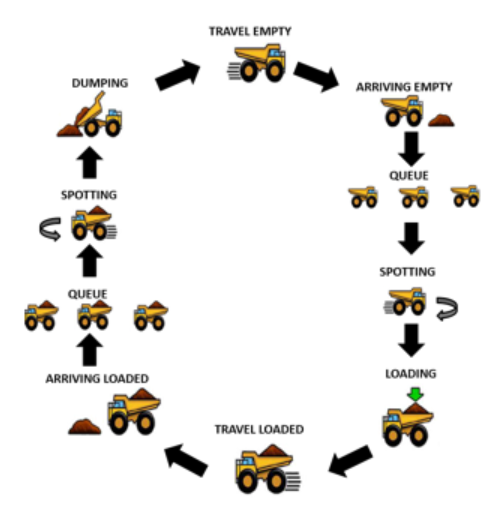 TRAVEL EMPTY
ARRIVING EMPTY
QUEUE
SPOTTING
LOADING
TRAVEL LOADED
ARRIVING LOADED
QUEUE
SPOTTING
DUMPING